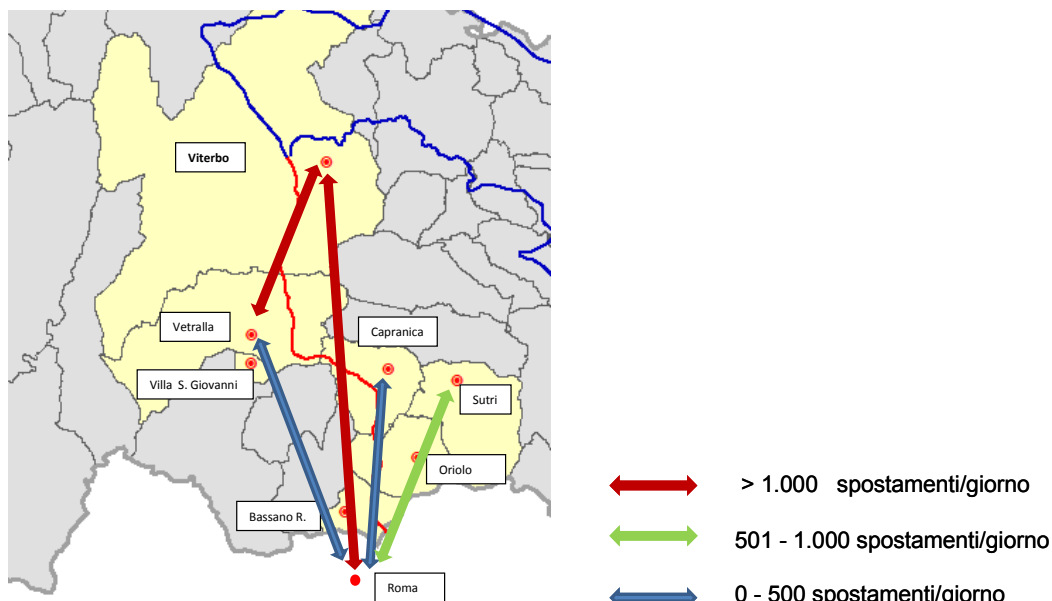 Viterbo
Vetralla
Capranica
Villa S. Giovanni
Sutri
Oriolo
Bassano R.
Roma
> 1.000 spostamenti/giorno
501 - 1.000 spostamenti/giorno
0 - 500 spostamenti/giorno